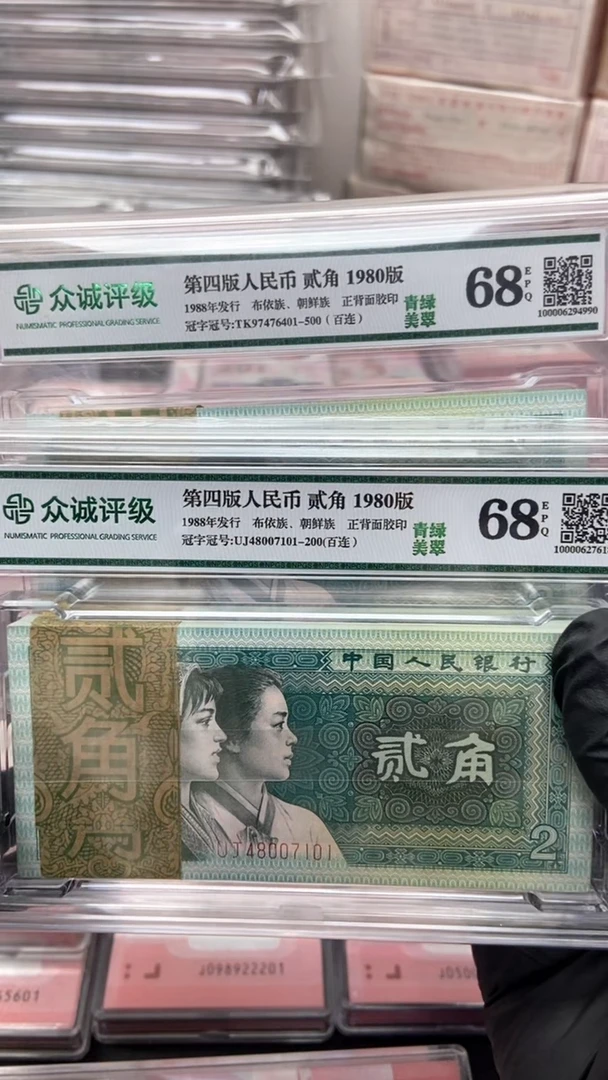 众诚评级
NUMISMATIC PROFESSIONAL GRADING SERVICE
第四版人民币 贰角 1980版
1988年发行 布依族、朝鲜族 正背面胶印
冠字冠号:TK97476401-500（百连）
青绿
美翠
68
EPQ
100006294990
众诚评级
NUMISMATIC PROFESSIONAL GRADING SERVICE
第四版人民币 贰角 1980版
1988年发行 布依族、朝鲜族 正背面胶印
冠字冠号:UJ48007101-200(百连)
青绿
美翠
68
EPQ
1000062761
贰角
中国人民银行
贰角
UJ48007101
2
5601
J098922201
J050